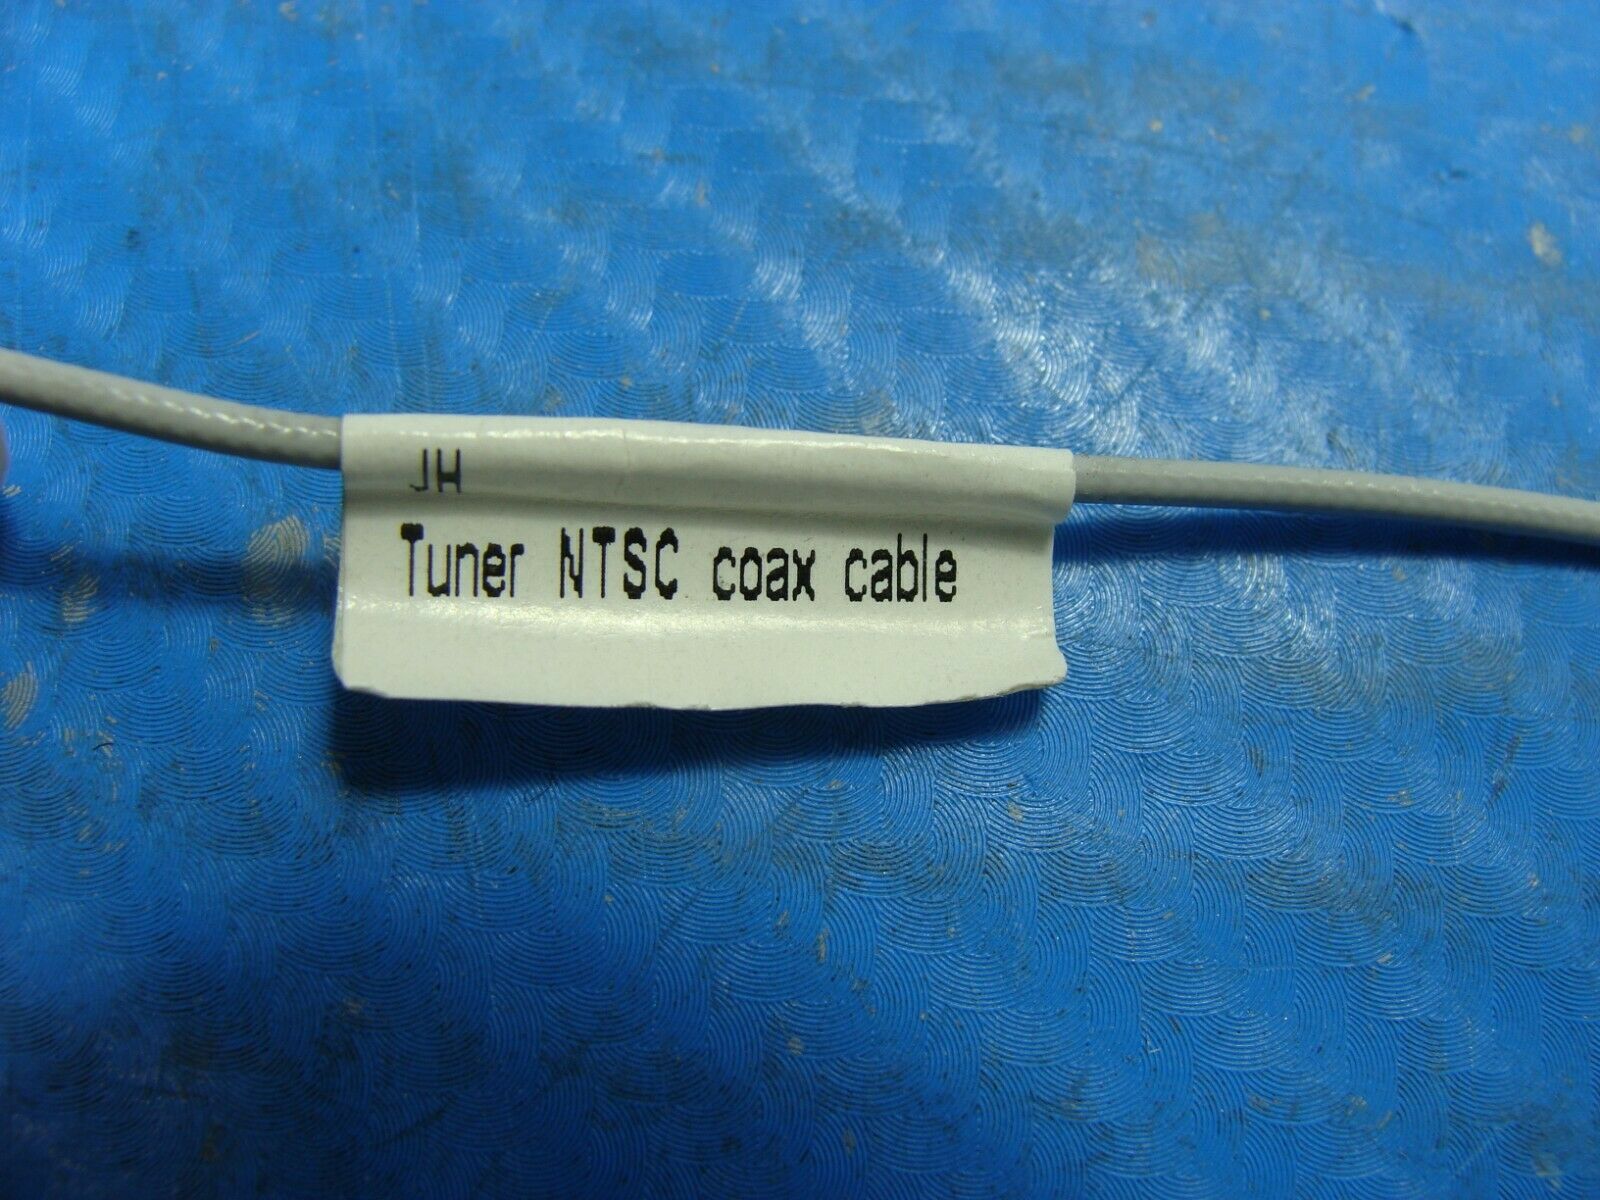 JH
Tuner NTSC coax cable